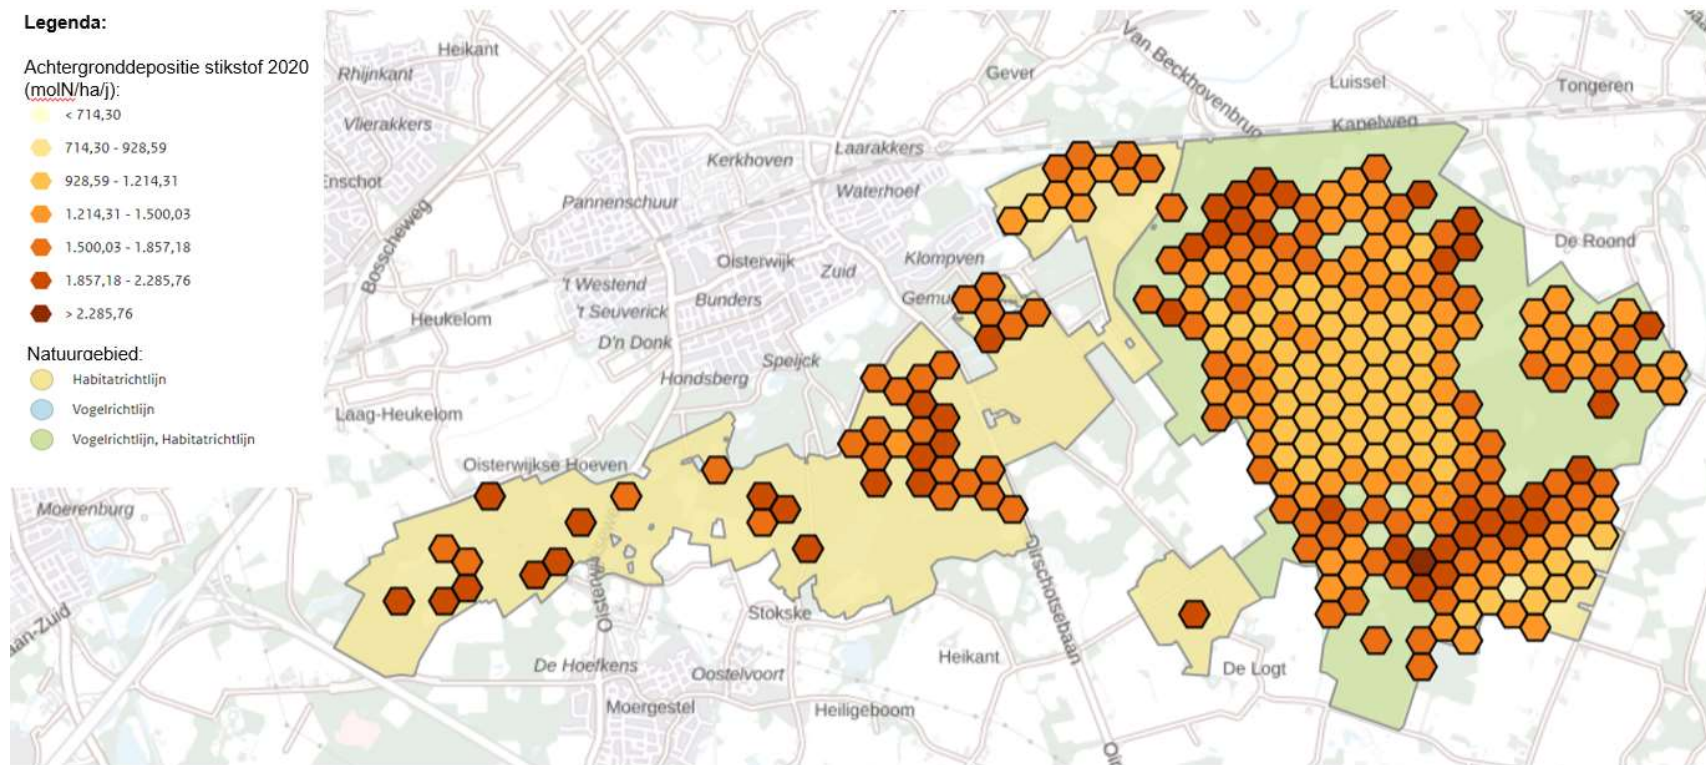 Legenda:
Achtergronddepositie stikstof 2020
(molN/ha/j):
< 714,30
714,30 - 928,59
928,59 - 1.214,31
1.214,31 - 1.500,03
1.500,03 - 1.857,18
1.857,18 - 2.285,76
> 2.285,76
Natuurgebied:
Habitatrichtlijn
Vogelrichtlijn
Vogelrichtlijn, Habitatrichtlijn
Heikant
Rhijnkant
Vlierakkers
Enschot
Bosscheweg
Kerkhoven
Laarakkers
Waterhoef
Pannenschuur
Gever
Van Beckhovenbrug
Luissel
Tongeren
Kapelweg
De Roond
Oisterwijk
Zuid
Klompven
't Westend
Bunders
Gemu
't Seuverick
Heukelom
D'n Donk
Speijck
Hondsberg
Laag-Heukelom
Oisterwijkse Hoeven
Moerenburg
aan-Zuid
Stokske
De Hoefkens
Oostelvoort
Heikant
De Logt
Moergestel
Heiligeboom